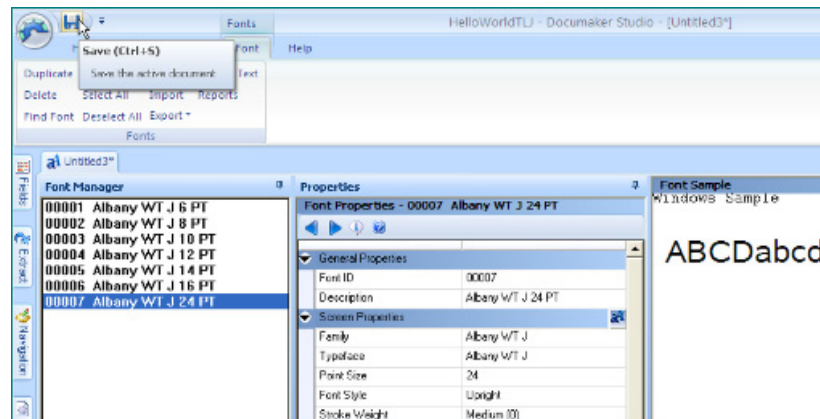 Fonts
HelloWorldTLJ - Documaker Studio - [Untitled3*]
Font Help
Save (Ctrl+S)
Save the active document
Duplicate Text
Delete Select All Import Reports
Find Font Deselect All Export
Fonts
Untitled3*
Fields
Extract
Navigation
Font Manager
00001 Albany WT J 6 PT
00002 Albany WT J 8 PT
00003 Albany WT J 10 PT
00004 Albany WT J 12 PT
00005 Albany WT J 14 PT
00006 Albany WT J 16 PT
00007 Albany WT J 24 PT
Properties
Font Properties - 00007 Albany WT J 24 PT
General Properties
Font ID 00007
Description Albany WT J 24 PT
Screen Properties
Family Albany WT J
Typeface Albany WT J
Point Size 24
Font Style Upright
Stroke Weight Medium (0)
Font Sample
Windows Sample
ABCDabcd